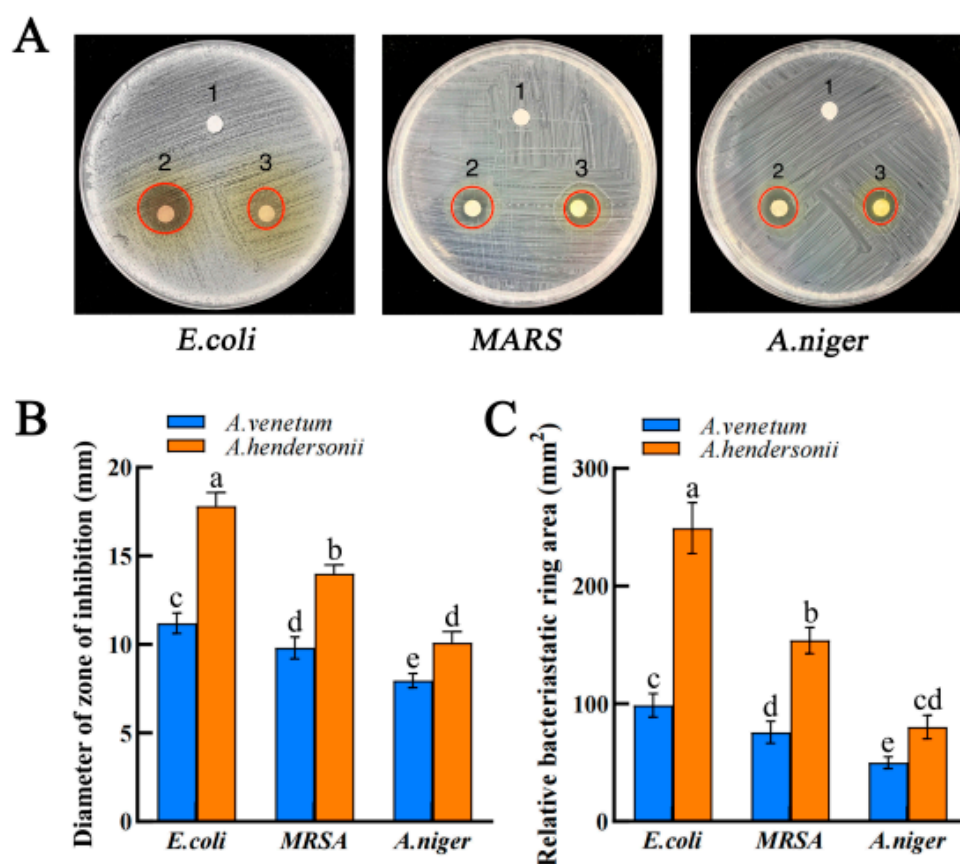 A
1
2 3
1
2 3
1
2 3
E.coli
MARS
A.niger
B
A.venetum
A.hendersonii
Diameter of zone of inhibition (mm)
20
15
10
5
0
c
a
d
b
e
d
E.coli
MRSA
A.niger
C
A.venetum
A.hendersonii
Relative bacteriastatic ring area (mm²)
300
200
100
0
c
a
d
b
e
cd
E.coli
MRSA
A.niger